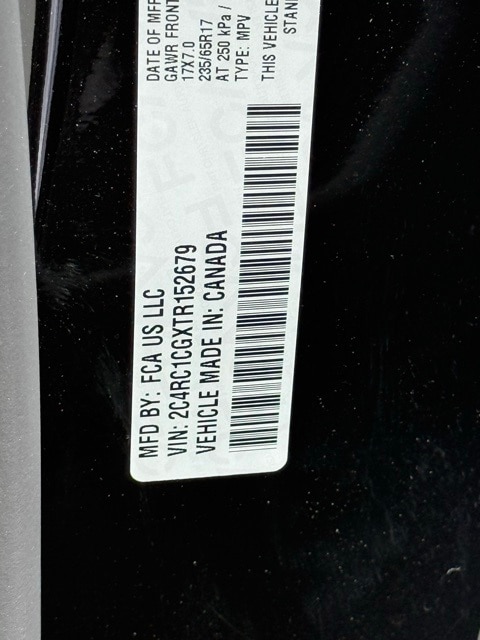 MFD BY: FCA US LLC
DATE OF MFR
GAWR FRONT
17X7.0
235/65R17
AT 250 kPa /
VIN: 2C4RC1CGXTR152679
TYPE: MPV
VEHICLE MADE IN: CANADA
THIS VEHICLE
STAN